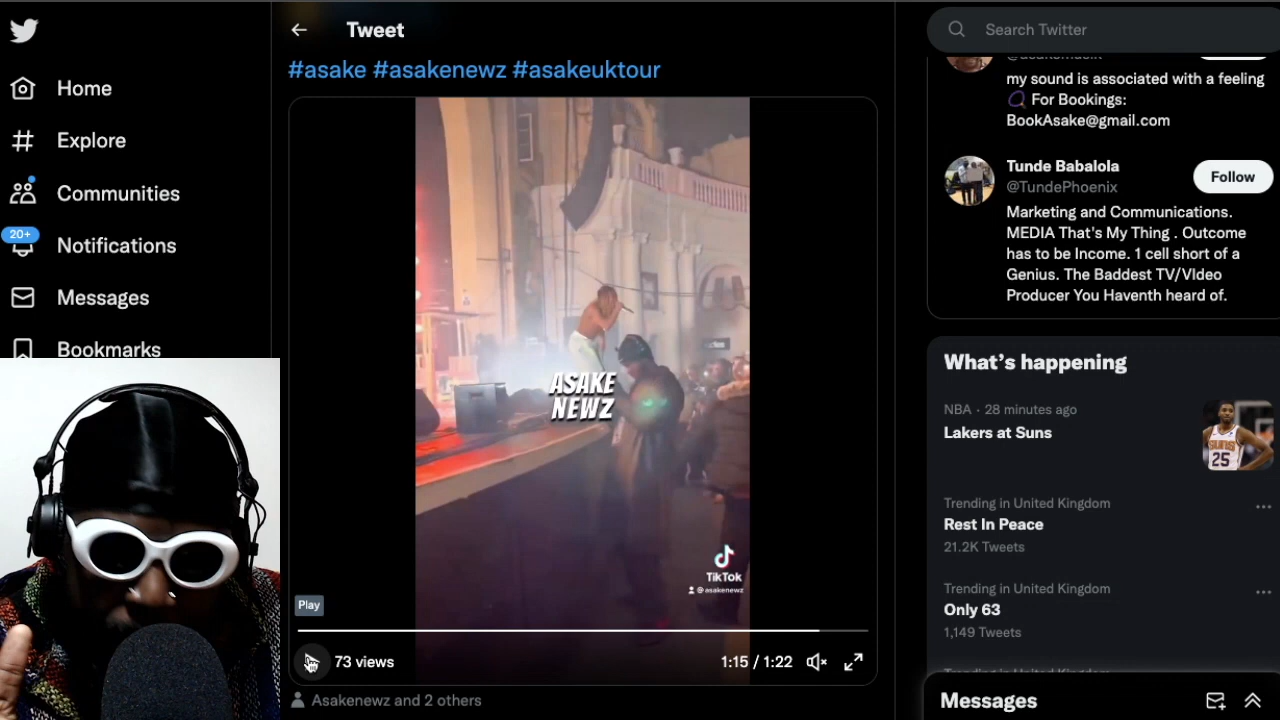 Home
Explore
Communities
20+
Notifications
Messages
Bookmarks
Tweet
#asake #asakenewz #asakeuktour
ASAKE
NEWZ
TikTok
@asakenewz
Play
73 views
1:15 / 1:22
Asakenewz and 2 others
Search Twitter
my sound is associated with a feeling
For Bookings:
BookAsake@gmail.com
Tunde Babalola
@TundePhoenix
Follow
Marketing and Communications.
MEDIA That's My Thing . Outcome
has to be Income. 1 cell short of a
Genius. The Baddest TV/VIdeo
Producer You Haventh heard of.
What's happening
NBA · 28 minutes ago
Lakers at Suns
SUNS
25
Trending in United Kingdom
Rest In Peace
21.2K Tweets
Trending in United Kingdom
Only 63
1,149 Tweets
Messages